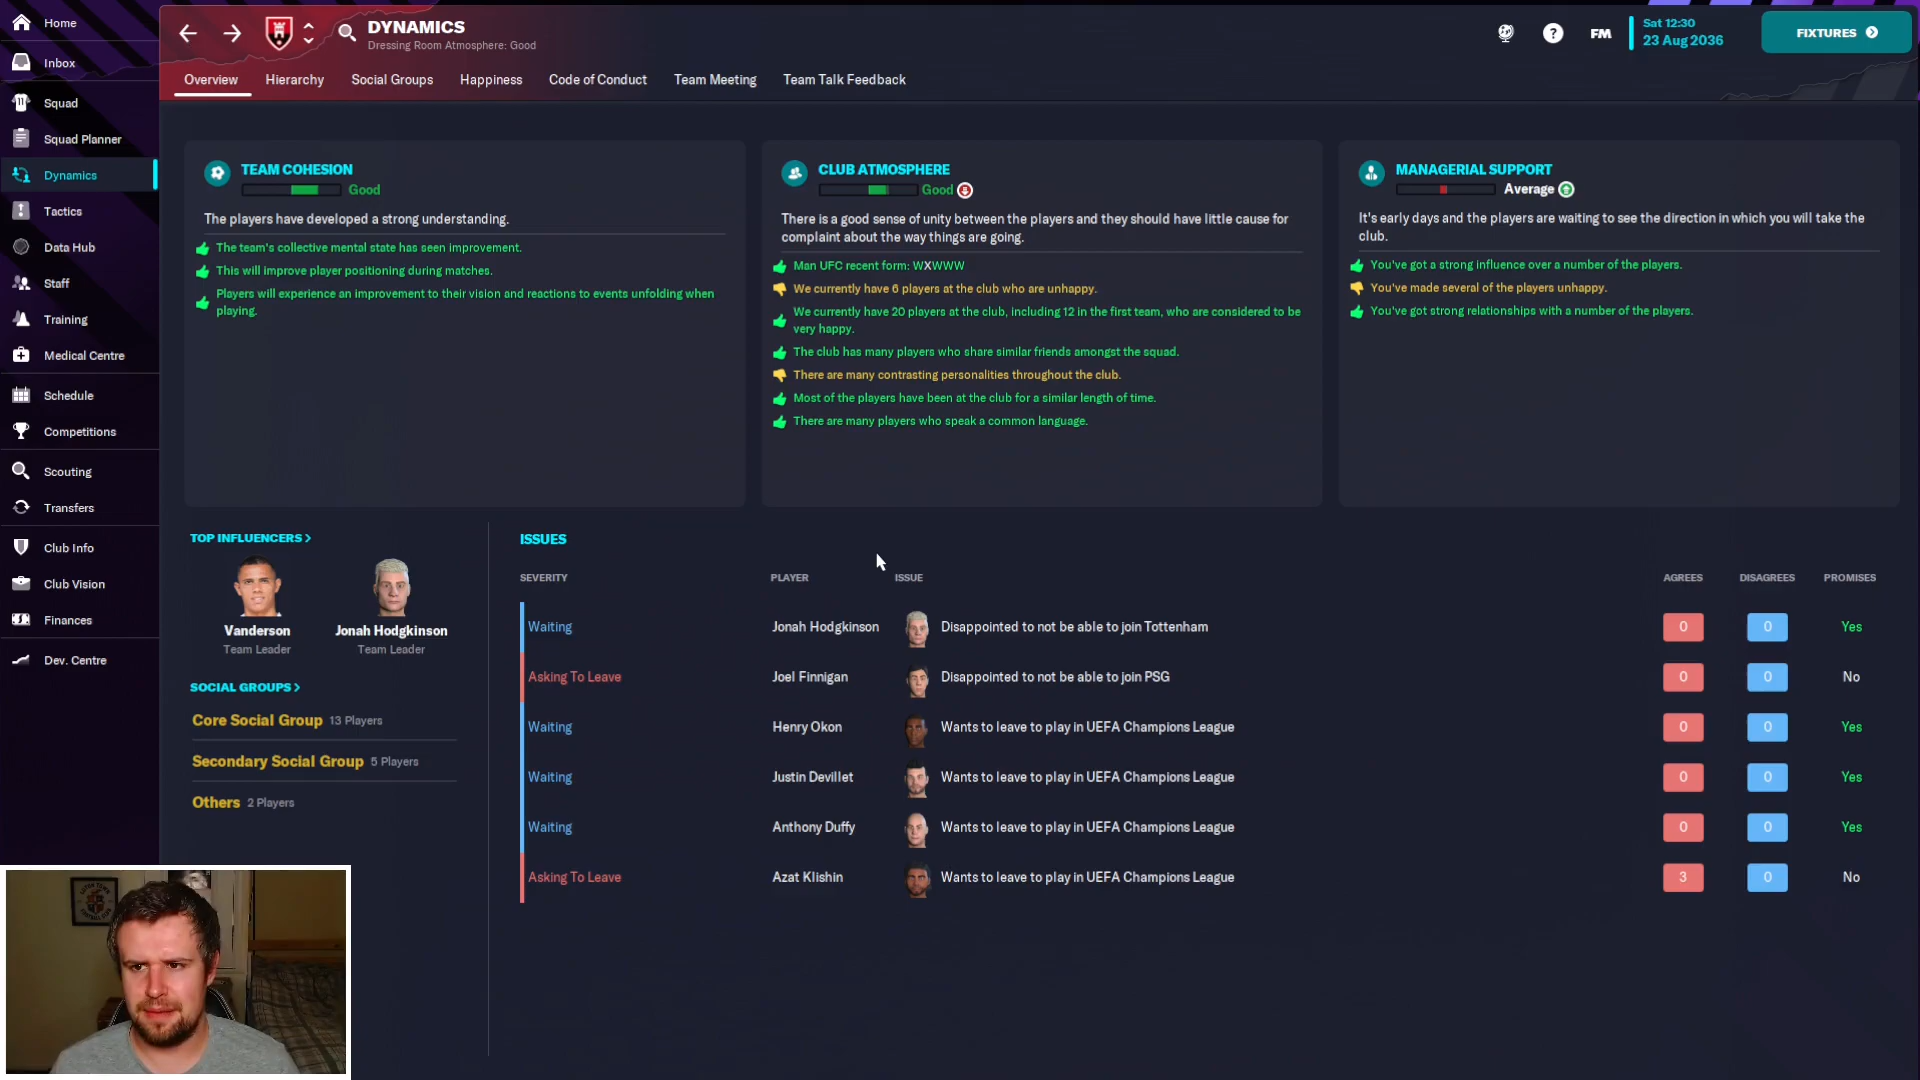 Home
Inbox
Squad
Squad Planner
Dynamics
Tactics
Data Hub
Staff
Training
Medical Centre
Schedule
Competitions
Scouting
Transfers
Club Info
Club Vision
Finances
Dev. Centre
DYNAMICS
Dressing Room Atmosphere: Good
FM
Sat 12:30
23 Aug 2036
FIXTURES
Overview
Hierarchy
Social Groups
Happiness
Code of Conduct
Team Meeting
Team Talk Feedback
TEAM COHESION
Good
The players have developed a strong understanding.
The team's collective mental state has seen improvement.
This will improve player positioning during matches.
Players will experience an improvement to their vision and reactions to events unfolding when
playing.
CLUB ATMOSPHERE
Good
There is a good sense of unity between the players and they should have little cause for
complaint about the way things are going.
Man UFC recent form: WXWWW
We currently have 6 players at the club who are unhappy.
We currently have 20 players at the club, including 12 in the first team, who are considered to be
very happy.
The club has many players who share similar friends amongst the squad.
There are many contrasting personalities throughout the club.
Most of the players have been at the club for a similar length of time.
There are many players who speak a common language.
MANAGERIAL SUPPORT
Average
It's early days and the players are waiting to see the direction in which you will take the
club.
You've got a strong influence over a number of the players.
You've made several of the players unhappy.
You've got strong relationships with a number of the players.
TOP INFLUENCERS >
Vanderson
Team Leader
Jonah Hodgkinson
Team Leader
SOCIAL GROUPS >
Core Social Group 13 Players
Secondary Social Group 5 Players
Others 2 Players
ISSUES
SEVERITY PLAYER ISSUE AGREES DISAGREES PROMISES
Waiting Jonah Hodgkinson Disappointed to not be able to join Tottenham 0 0 Yes
Asking To Leave Joel Finnigan Disappointed to not be able to join PSG 0 0 No
Waiting Henry Okon Wants to leave to play in UEFA Champions League 0 0 Yes
Waiting Justin Devillet Wants to leave to play in UEFA Champions League 0 0 Yes
Waiting Anthony Duffy Wants to leave to play in UEFA Champions League 0 0 Yes
Asking To Leave Azat Klishin Wants to leave to play in UEFA Champions League 3 0 No